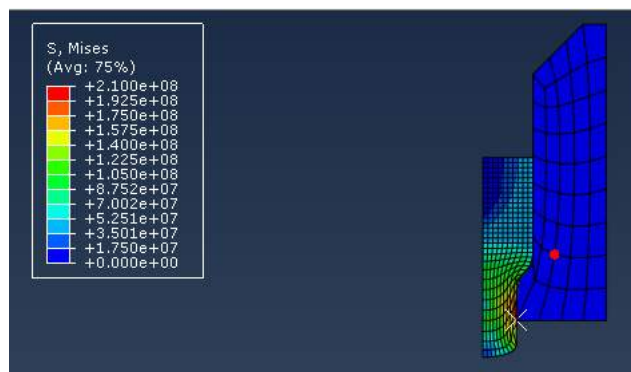 S, Mises
(Avg: 75%)
+2.100e+08
+1.925e+08
+1.750e+08
+1.575e+08
+1.400e+08
+1.225e+08
+1.050e+08
+8.752e+07
+7.002e+07
+5.251e+07
+3.501e+07
+1.750e+07
+0.000e+00